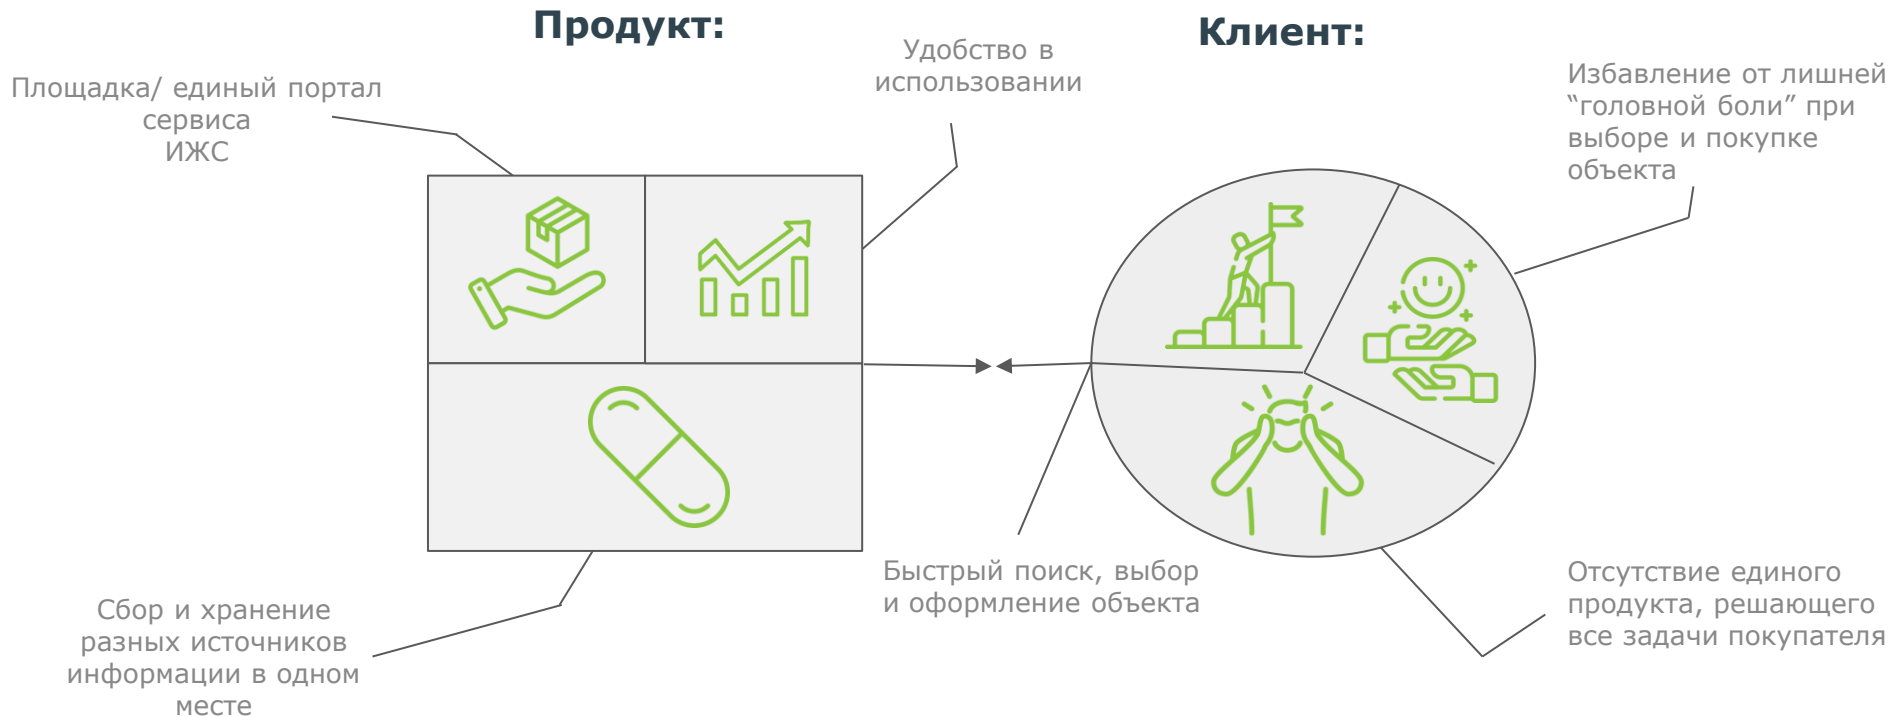 Продукт:
Клиент:
Площадка/ единый портал
сервиса
ИЖС
Удобство в
использовании
Избавление от лишней
“головной боли” при
выборе и покупке
объекта
Сбор и хранение
разных источников
информации в одном
месте
Быстрый поиск, выбор
и оформление объекта
Отсутствие единого
продукта, решающего
все задачи покупателя